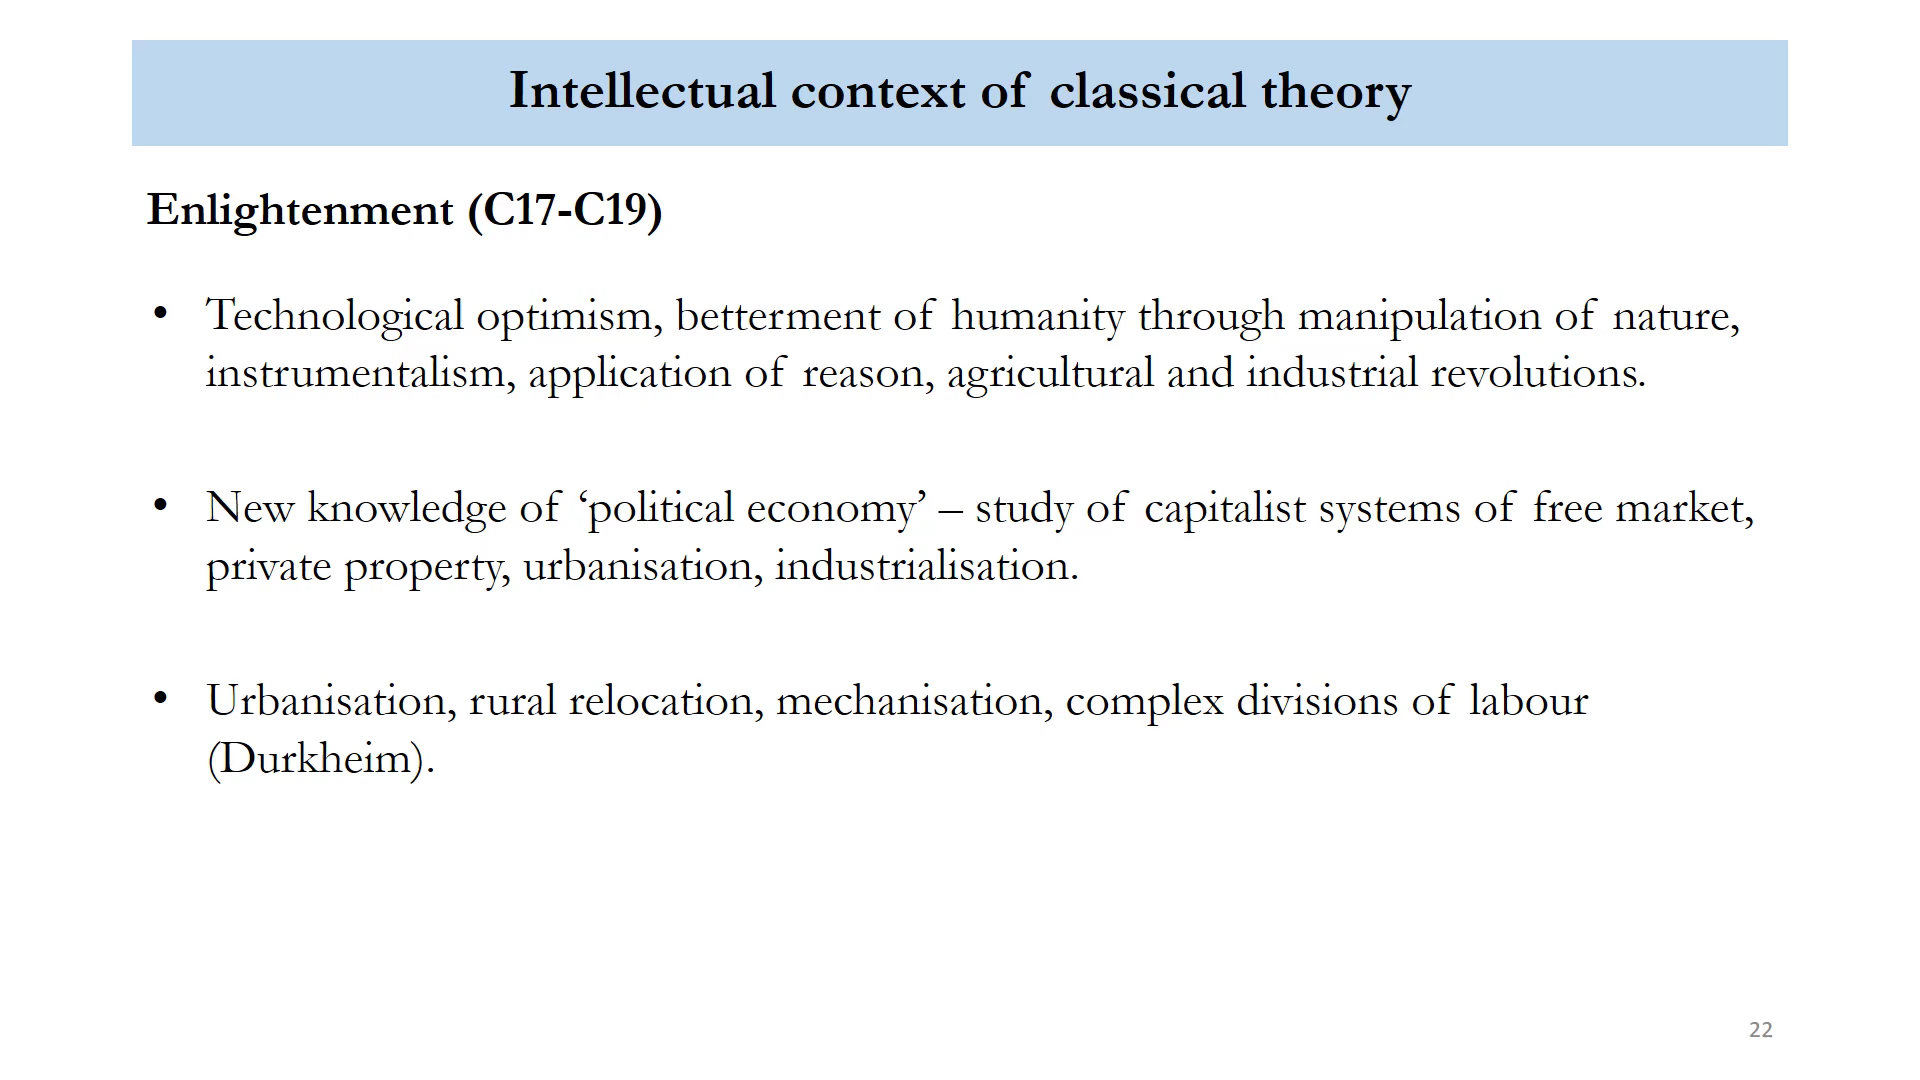 Intellectual context of classical theory
Enlightenment (C17-C19)
• Technological optimism, betterment of humanity through manipulation of nature,
instrumentalism, application of reason, agricultural and industrial revolutions.
• New knowledge of ‘political economy’ – study of capitalist systems of free market,
private property, urbanisation, industrialisation.
• Urbanisation, rural relocation, mechanisation, complex divisions of labour
(Durkheim).
22